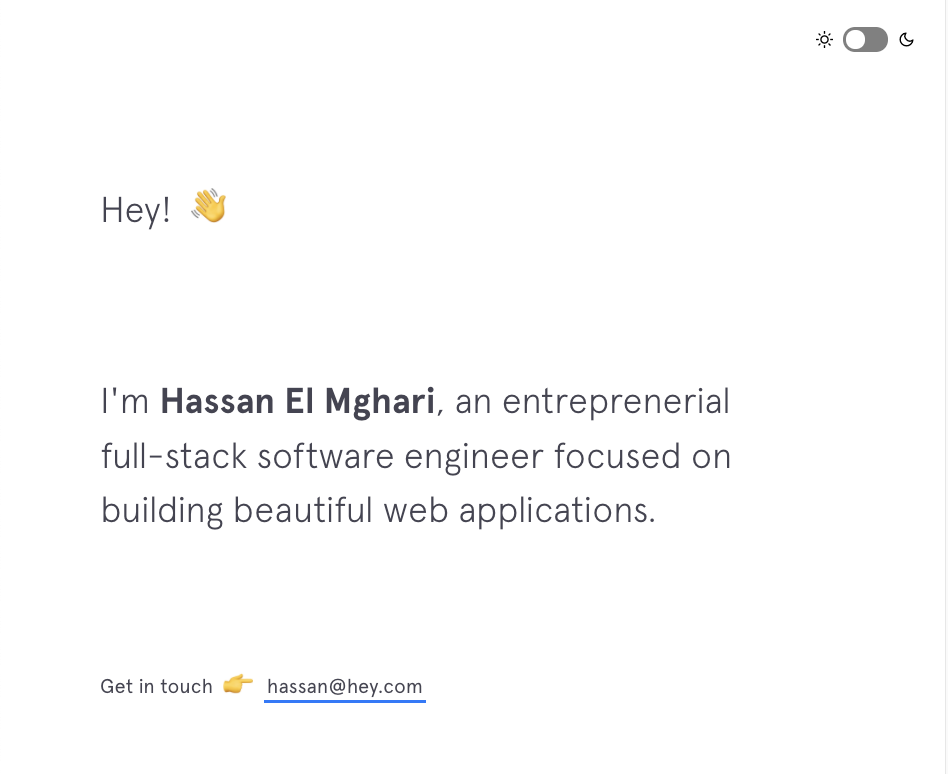 Hey! 👋
I'm Hassan El Mghari, an entreprenerial
full-stack software engineer focused on
building beautiful web applications.
Get in touch 👉 hassan@hey.com